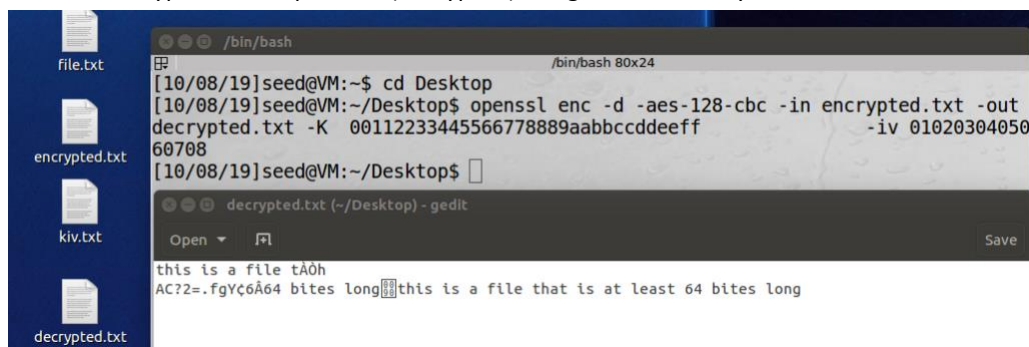 file.txt
encrypted.txt
kiv.txt
decrypted.txt
/bin/bash
/bin/bash 80x24
[10/08/19]seed@VM:~$ cd Desktop
[10/08/19]seed@VM:~/Desktop$ openssl enc -d -aes-128-cbc -in encrypted.txt -out
decrypted.txt -K  00112233445566778889aabbccddeeff -iv 01020304050
60708
[10/08/19]seed@VM:~/Desktop$
decrypted.txt (~/Desktop) - gedit
Open
Save
this is a file tÀÒh
AC?2=.fgY¢6Â64 bites long this is a file that is at least 64 bites long